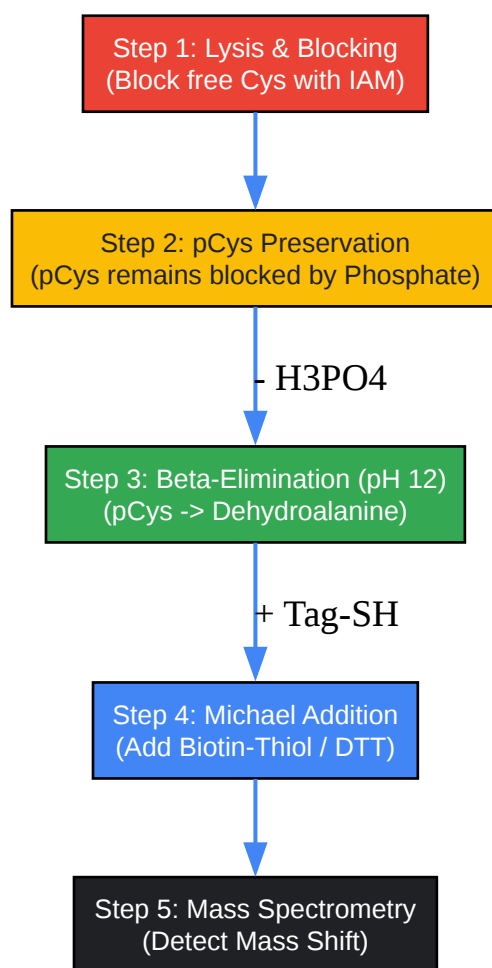 Step 1: Lysis & Blocking
(Block free Cys with IAM)
Step 2: pCys Preservation
(pCys remains blocked by Phosphate)
- H3PO4
Step 3: Beta-Elimination (pH 12)
(pCys -> Dehydroalanine)
+ Tag-SH
Step 4: Michael Addition
(Add Biotin-Thiol / DTT)
Step 5: Mass Spectrometry
(Detect Mass Shift)